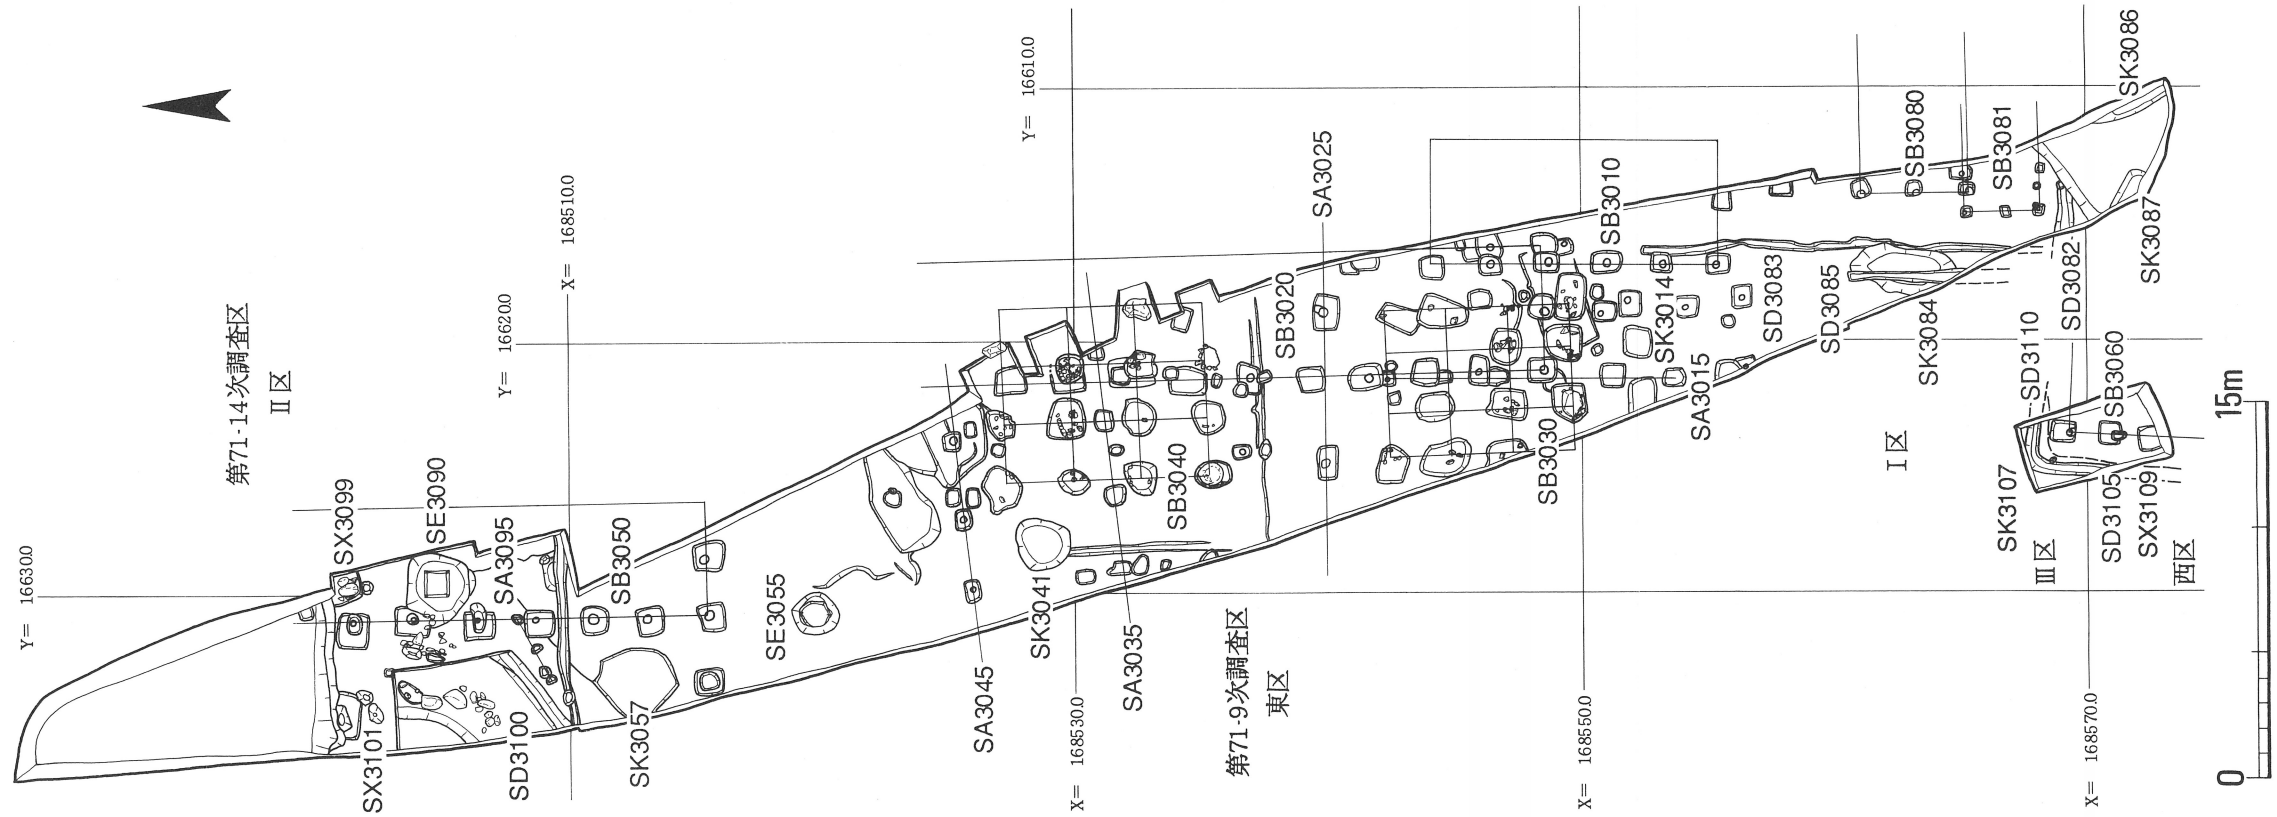 第71-14次調査区
Ⅱ区
Y= 16630.0
Y= 16620.0
Y= 16610.0
X= 168510.0
X= 168530.0
X= 168550.0
X= 168570.0
SX3099
SE3090
SA3095
SB3050
SX3101
SD3100
SK3057
SE3055
SA3045
SK3041
SA3035
SB3040
第71-9次調査区
東区
SB3020
SA3025
SB3030
SB3010
SK3014
SA3015
SD3083
SD3085
SK3084
Ⅰ区
SB3080
SB3081
SK3086
SK3087
SD3082
SD3110
SB3060
SK3107
Ⅲ区
SD3105
SX3109
西区
0
15m